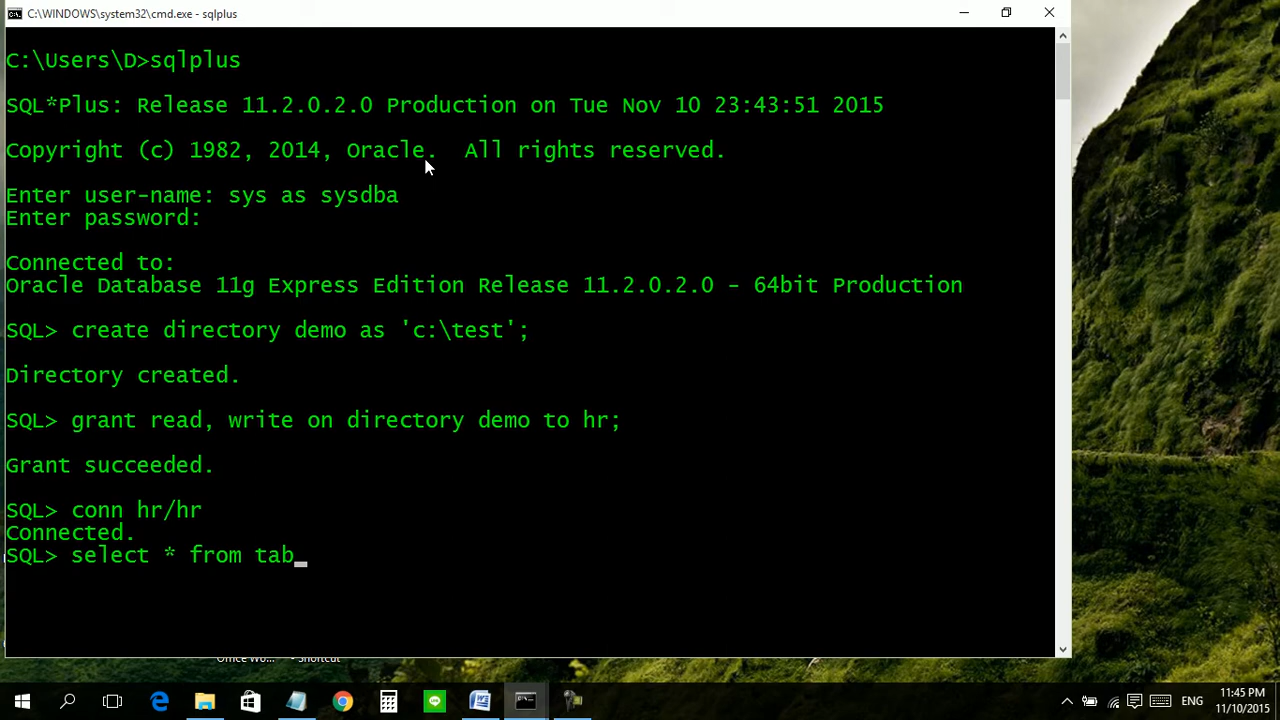 C:\WINDOWS\system32\cmd.exe - sqlplus
C:\Users\D>sqlplus
SQL*Plus: Release 11.2.0.2.0 Production on Tue Nov 10 23:43:51 2015
Copyright (c) 1982, 2014, Oracle.  All rights reserved.
Enter user-name: sys as sysdba
Enter password:
Connected to:
Oracle Database 11g Express Edition Release 11.2.0.2.0 - 64bit Production
SQL> create directory demo as 'c:\test';
Directory created.
SQL> grant read, write on directory demo to hr;
Grant succeeded.
SQL> conn hr/hr
Connected.
SQL> select * from tab_
Office Wo... - Shortcut
ENG
11:45 PM
11/10/2015